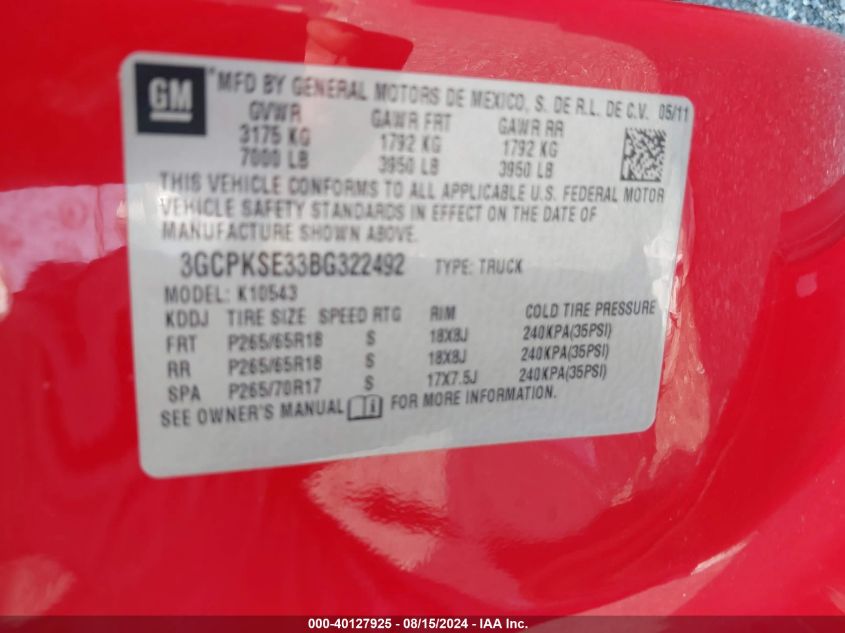 GM
MFD BY GENERAL MOTORS DE MEXICO, S. DE R.L. DE C.V. 05/11
GVWR GAWR FRT GAWR RR
3175 KG 1792 KG 1792 KG
7000 LB 3950 LB 3950 LB
THIS VEHICLE CONFORMS TO ALL APPLICABLE U.S. FEDERAL MOTOR
VEHICLE SAFETY STANDARDS IN EFFECT ON THE DATE OF
MANUFACTURE SHOWN ABOVE.
3GCPKSE33BG322492 TYPE: TRUCK
MODEL: K10543
KDDJ TIRE SIZE SPEED RTG RIM COLD TIRE PRESSURE
FRT P265/65R18 S 18X8J 240KPA(35PSI)
RR P265/65R18 S 18X8J 240KPA(35PSI)
SPA P265/70R17 S 17X7.5J 240KPA(35PSI)
SEE OWNER'S MANUAL FOR MORE INFORMATION.
000-40127925 - 08/15/2024 - IAA Inc.